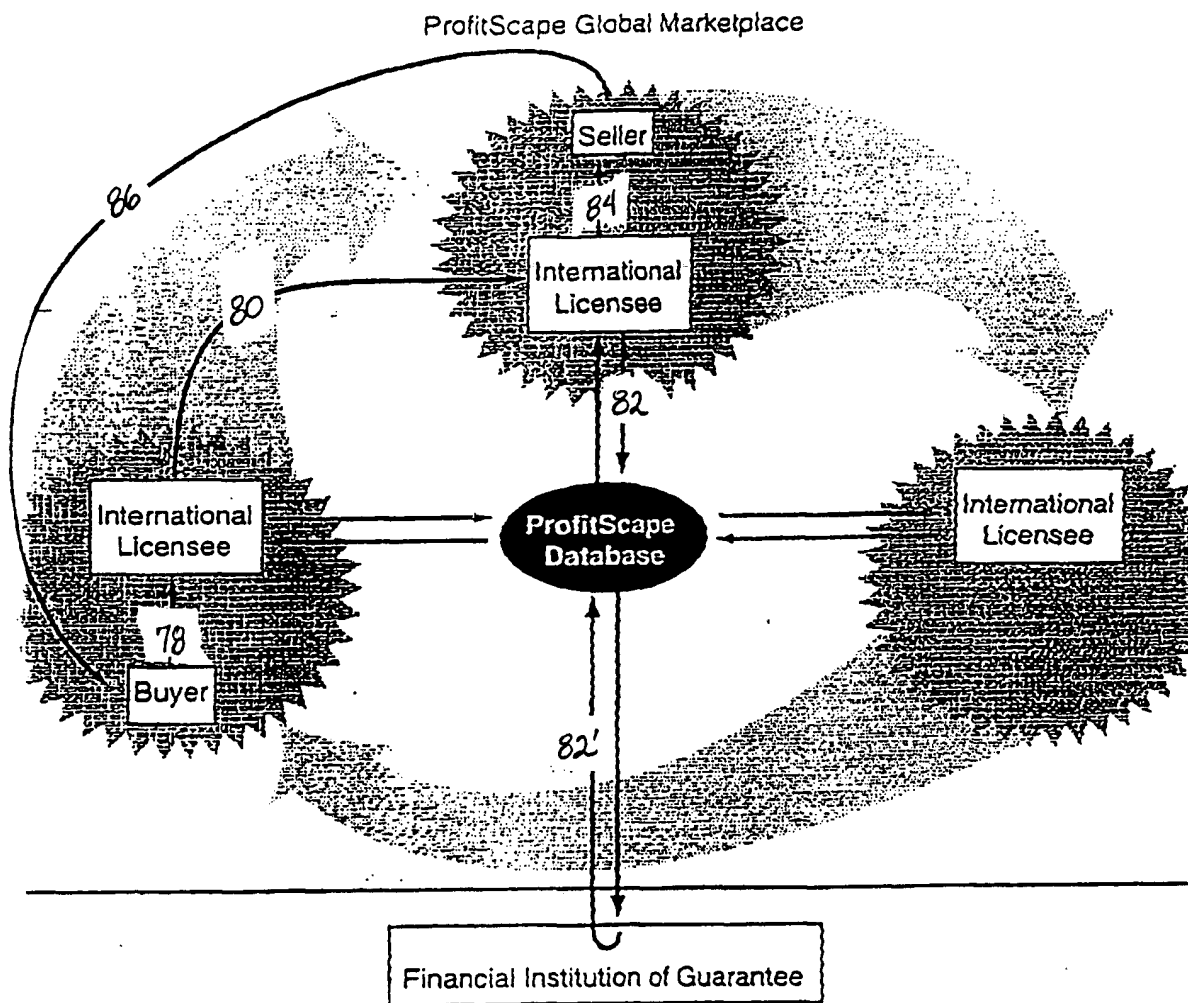 ProfitScape Global Marketplace
Seller
86
84
International
Licensee
80
82
International
Licensee
ProfitScape
Database
International
Licensee
78
Buyer
82'
Financial Institution of Guarantee